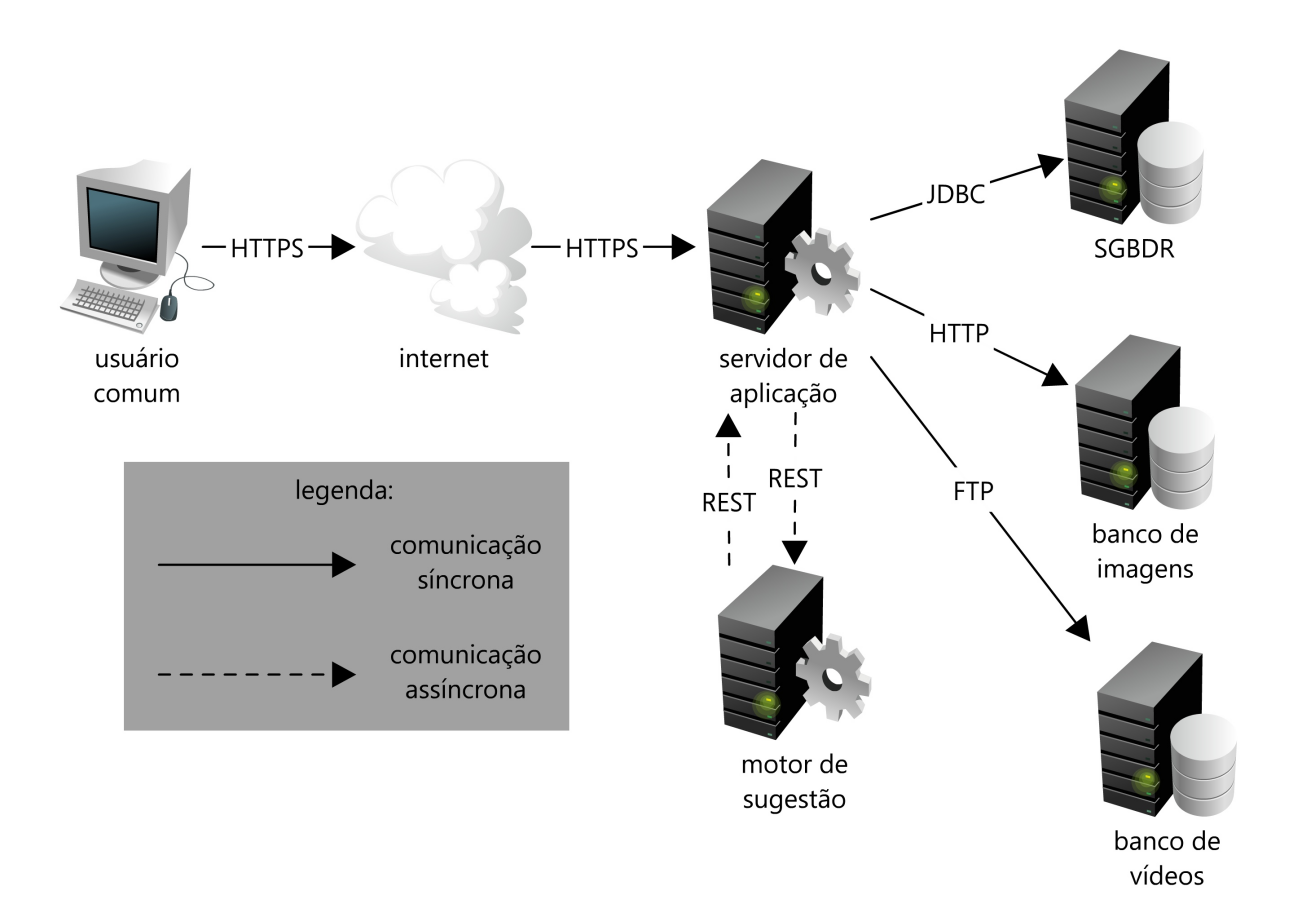 HTTPS
HTTPS
usuário
comum
internet
servidor de
aplicação
JDBC
SGBDR
HTTP
banco de
imagens
FTP
banco de
vídeos
REST
REST
motor de
sugestão
legenda:
comunicação
síncrona
comunicação
assíncrona